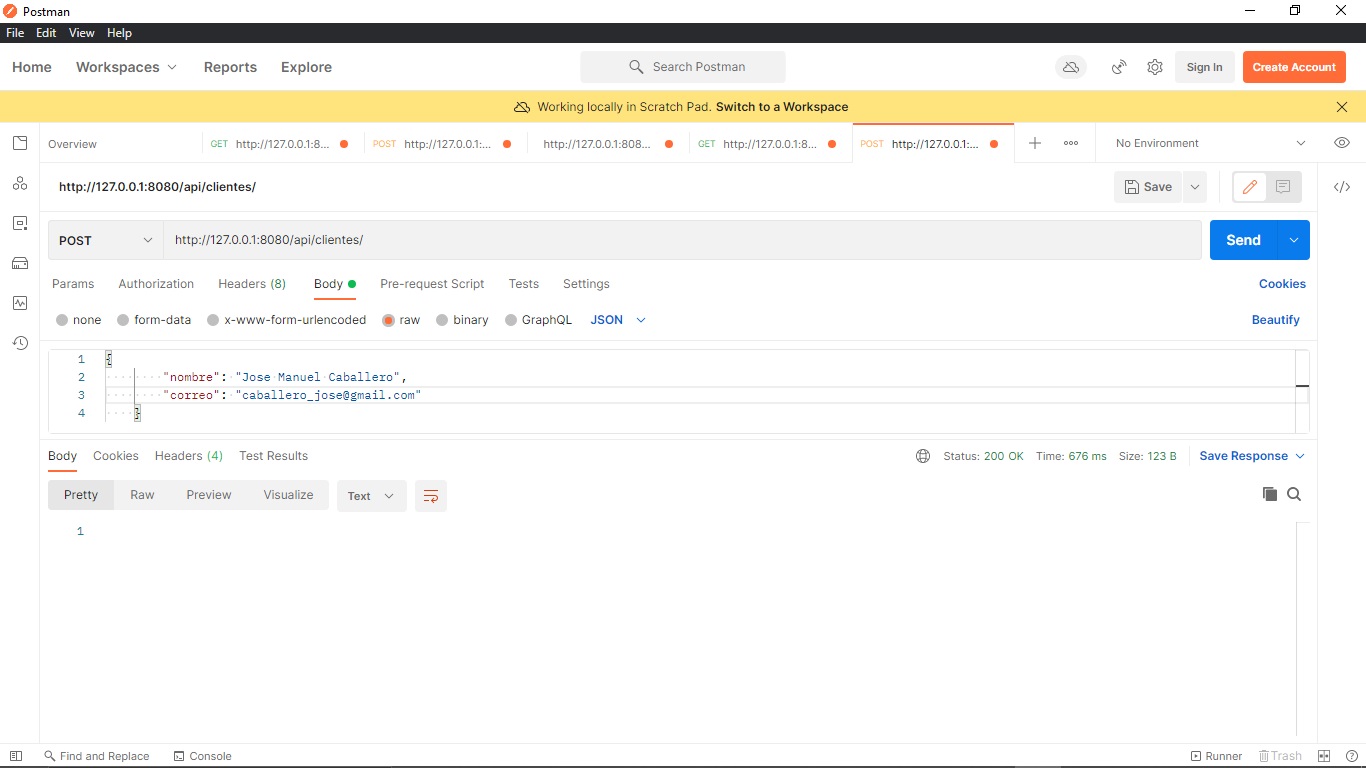 Postman
File Edit View Help
Home Workspaces Reports Explore Search Postman Sign In Create Account
Working locally in Scratch Pad. Switch to a Workspace
Overview GET http://127.0.0.1:8... POST http://127.0.0.1:... http://127.0.0.1:808... GET http://127.0.0.1:8... POST http://127.0.0.1:... No Environment
http://127.0.0.1:8080/api/clientes/ Save
POST http://127.0.0.1:8080/api/clientes/ Send
Params Authorization Headers (8) Body Pre-request Script Tests Settings Cookies
none form-data x-www-form-urlencoded raw binary GraphQL JSON Beautify
1 {
2 "nombre": "Jose Manuel Caballero",
3 "correo": "caballero_jose@gmail.com"
4 }
Body Cookies Headers (4) Test Results Status: 200 OK Time: 676 ms Size: 123 B Save Response
Pretty Raw Preview Visualize Text
1
Find and Replace Console Runner Trash